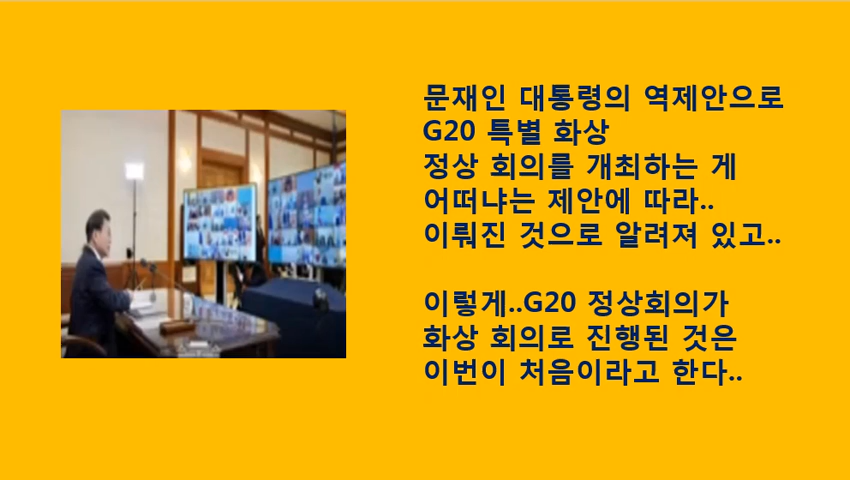 문재인 대통령의 역제안으로
G20 특별 화상
정상 회의를 개최하는 게
어떠냐는 제안에 따라..
이뤄진 것으로 알려져 있고..
이렇게..G20 정상회의가
화상 회의로 진행된 것은
이번이 처음이라고 한다..